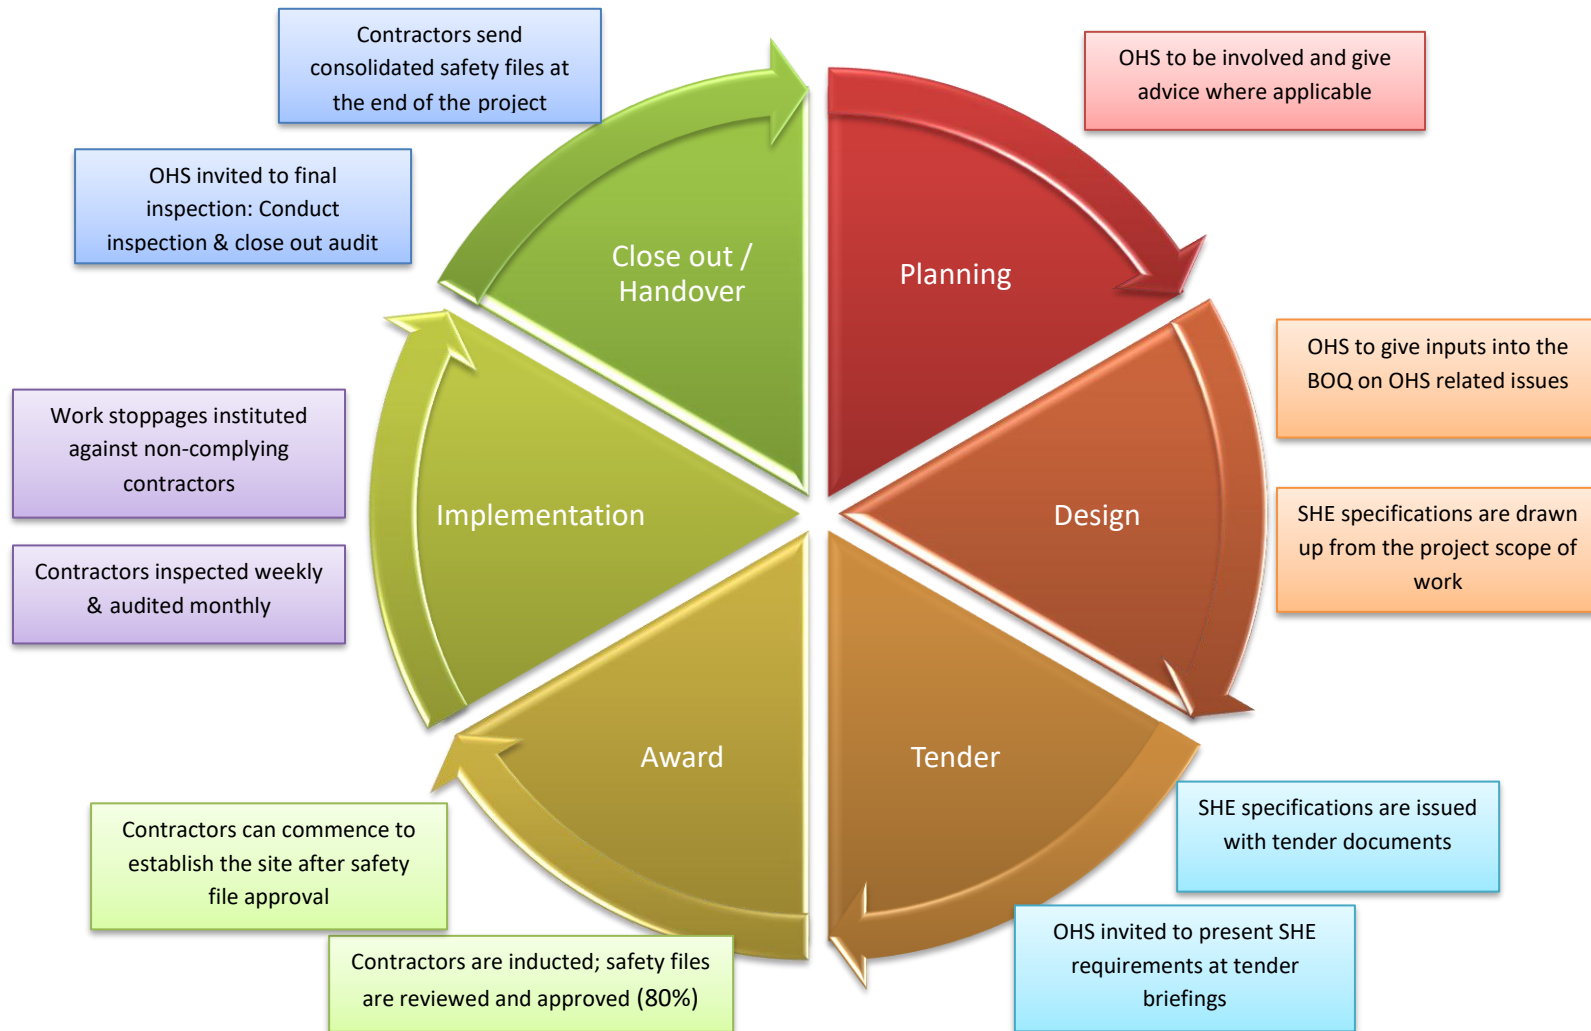 Contractors send
consolidated safety files at
the end of the project
OHS to be involved and give
advice where applicable
OHS invited to final
inspection: Conduct
inspection & close out audit
Close out /
Handover
Planning
OHS to give inputs into the
BOQ on OHS related issues
Work stoppages instituted
against non-complying
contractors
Implementation
Design
SHE specifications are drawn
up from the project scope of
work
Contractors inspected weekly
& audited monthly
Award
Tender
SHE specifications are issued
with tender documents
Contractors can commence to
establish the site after safety
file approval
OHS invited to present SHE
requirements at tender
briefings
Contractors are inducted; safety files
are reviewed and approved (80%)